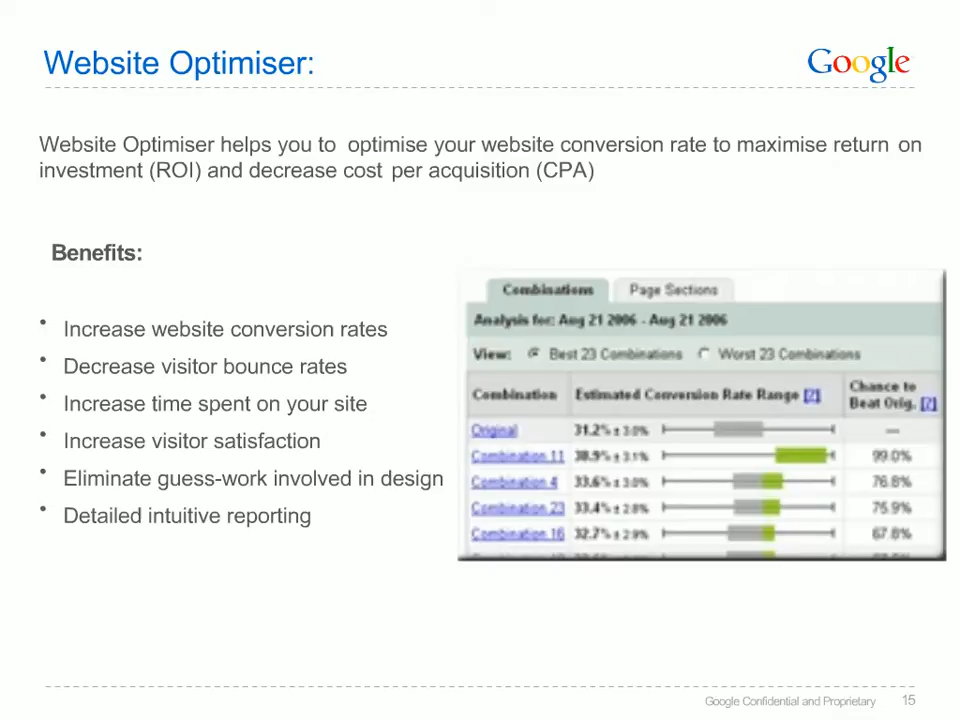 Website Optimiser:
Google
Website Optimiser helps you to optimise your website conversion rate to maximise return on
investment (ROI) and decrease cost per acquisition (CPA)
Benefits:
• Increase website conversion rates
• Decrease visitor bounce rates
• Increase time spent on your site
• Increase visitor satisfaction
• Eliminate guess-work involved in design
• Detailed intuitive reporting
Combinations Page Sections
Analysis for: Aug 21 2006 - Aug 21 2006
View: Best 23 Combinations Worst 23 Combinations
Combination Estimated Conversion Rate Range [?] Chance to Beat Orig. [?]
Original 31.2% ± 3.0% —
Combination 11 38.9% ± 3.1% 99.0%
Combination 4 33.6% ± 3.0% 76.8%
Combination 23 33.4% ± 2.8% 75.9%
Combination 16 32.7% ± 2.9% 67.8%
Google Confidential and Proprietary 15